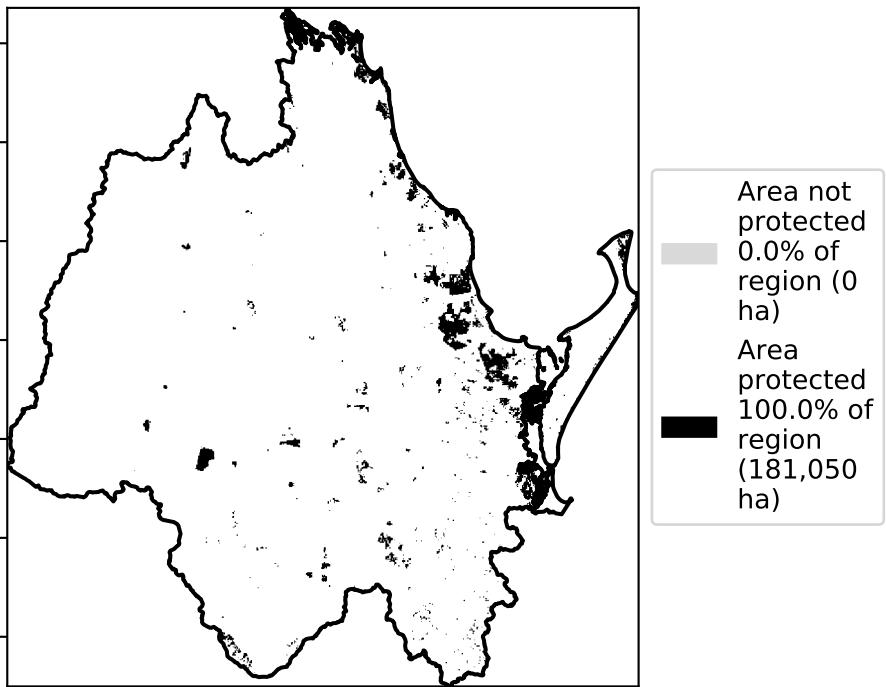 Area not
protected
0.0% of
region (0
ha)
Area
protected
100.0% of
region
(181,050
ha)